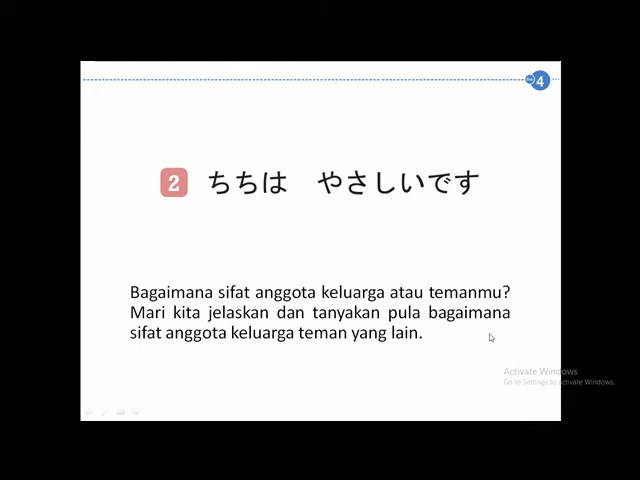 4
2 ちちは　やさしいです
Bagaimana sifat anggota keluarga atau temanmu?
Mari kita jelaskan dan tanyakan pula bagaimana
sifat anggota keluarga teman yang lain.
Activate Windows
Go to Settings to activate Windows.